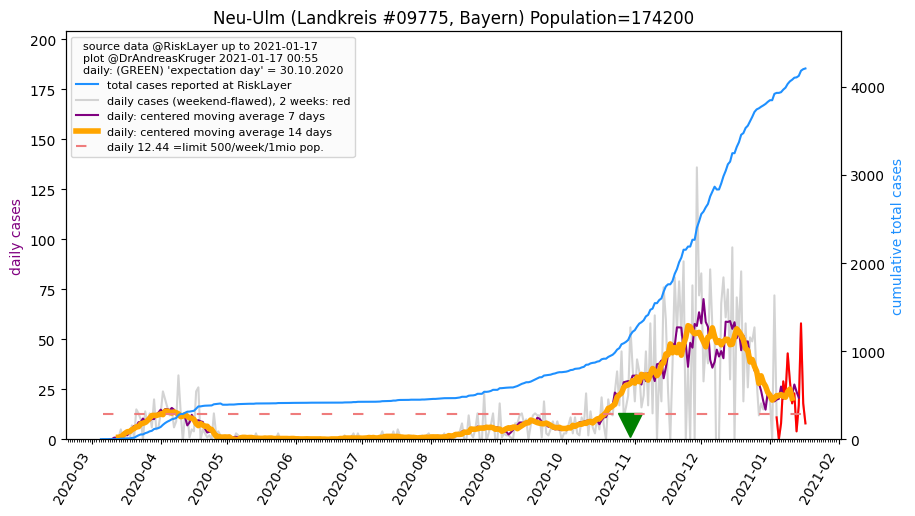 Neu-Ulm (Landkreis #09775, Bayern) Population=174200
source data @RiskLayer up to 2021-01-17
plot @DrAndreasKruger 2021-01-17 00:55
daily: (GREEN) 'expectation day' = 30.10.2020
total cases reported at RiskLayer
daily cases (weekend-flawed), 2 weeks: red
daily: centered moving average 7 days
daily: centered moving average 14 days
daily 12.44 =limit 500/week/1mio pop.
daily cases
200
175
150
125
100
75
50
25
0
cumulative total cases
4000
3000
2000
1000
0
2020-03
2020-04
2020-05
2020-06
2020-07
2020-08
2020-09
2020-10
2020-11
2020-12
2021-01
2021-02